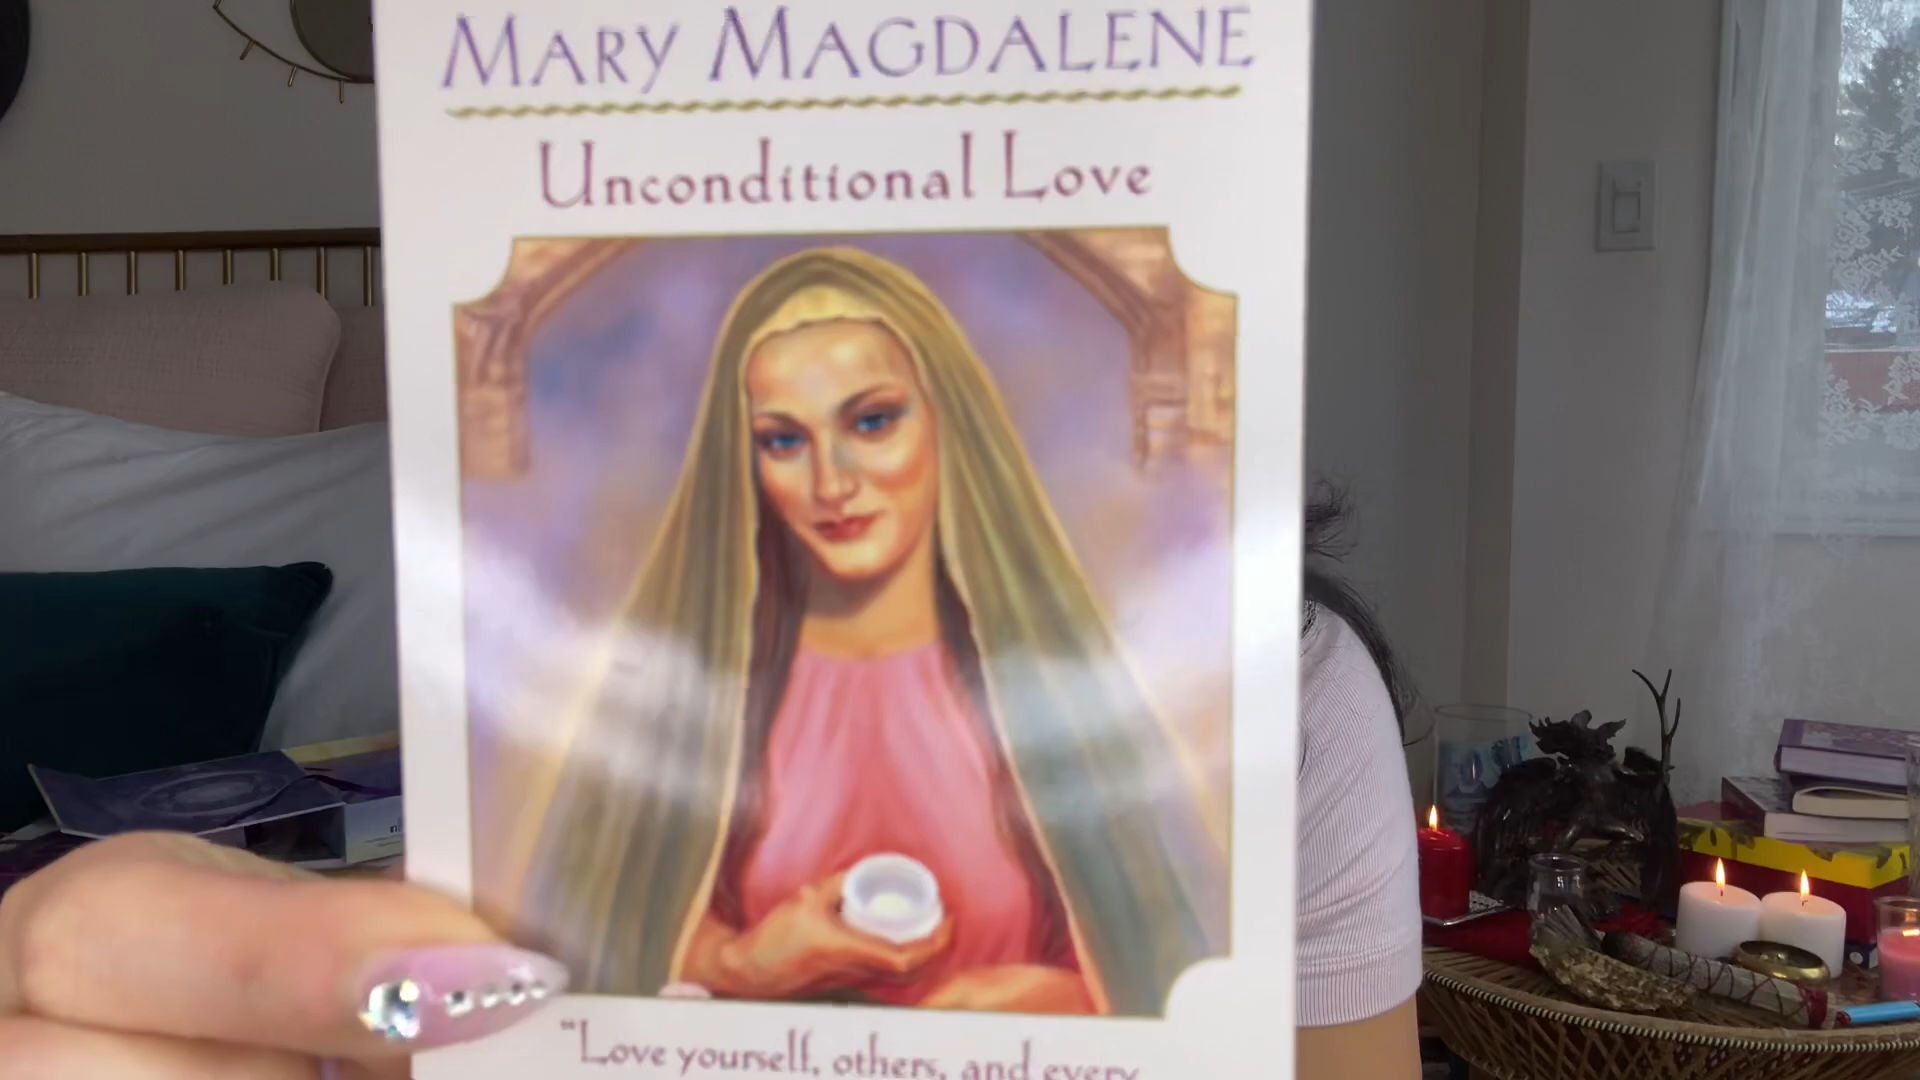 MARY MAGDALENE
Unconditional Love
"Love yourself, others, and every